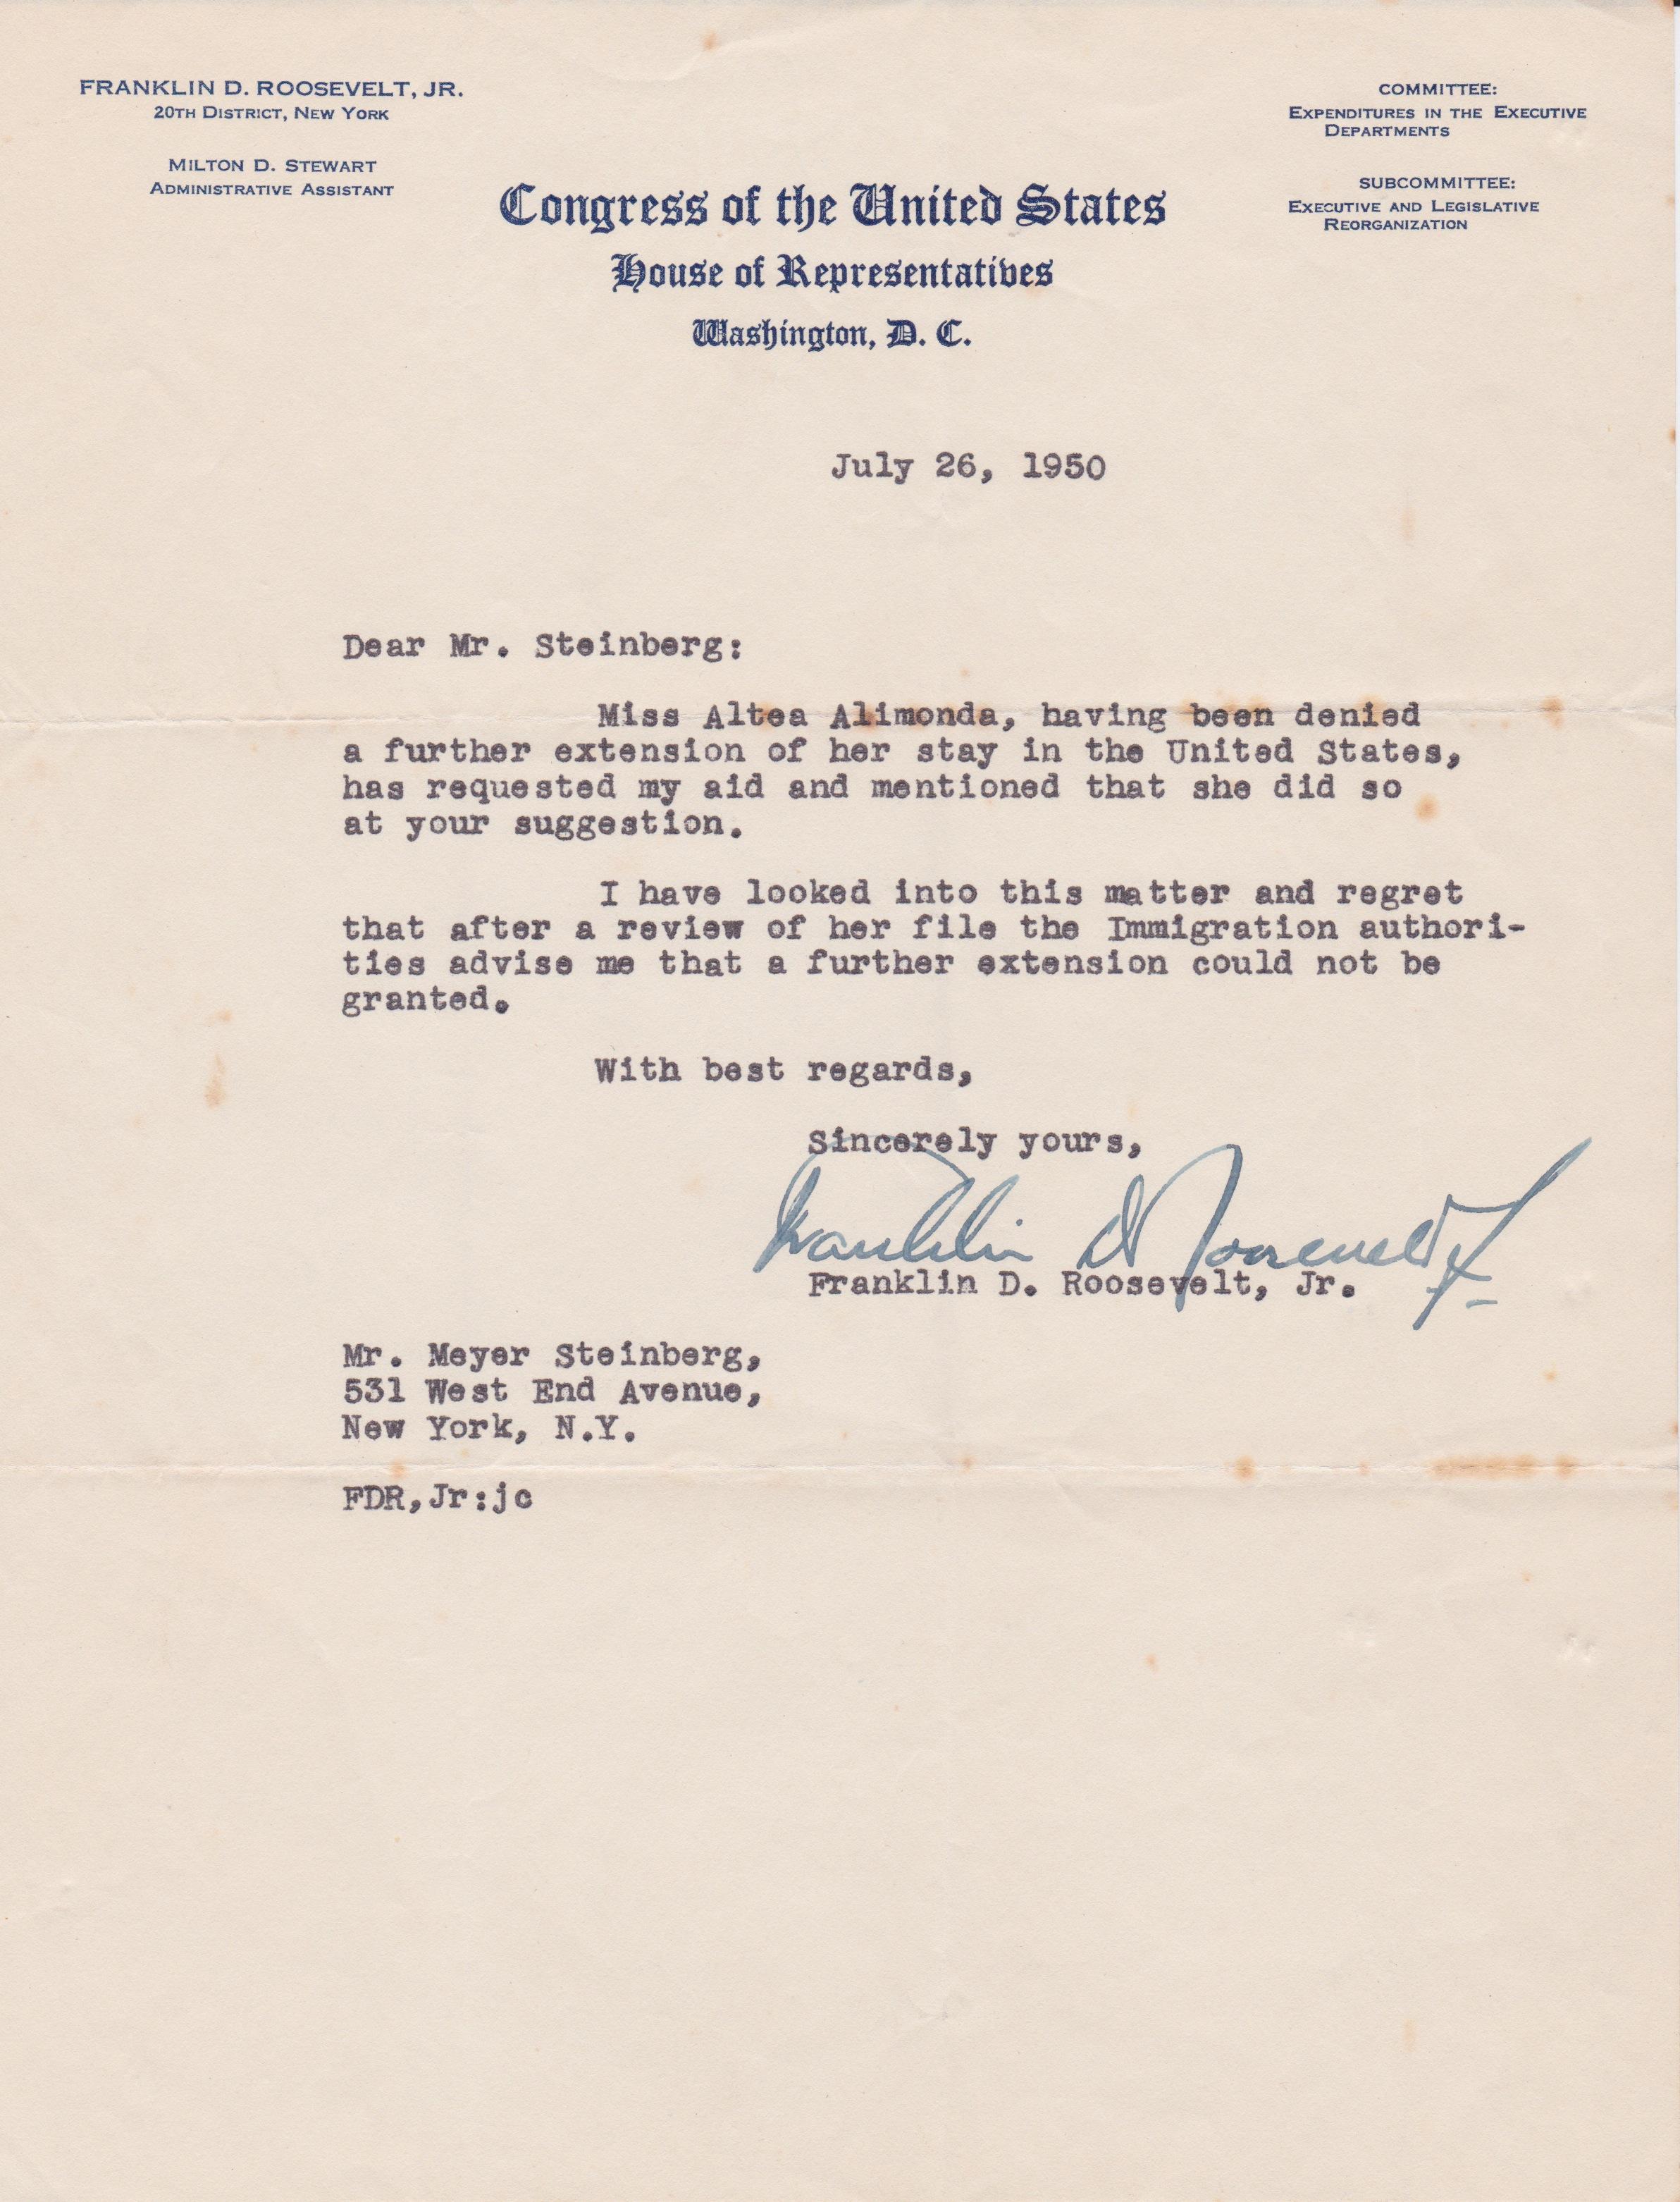 FRANKLIN D. ROOSEVELT, JR.
20TH DISTRICT, NEW YORK
MILTON D. STEWART
ADMINISTRATIVE ASSISTANT
COMMITTEE:
EXPENDITURES IN THE EXECUTIVE
DEPARTMENTS
SUBCOMMITTEE:
EXECUTIVE AND LEGISLATIVE
REORGANIZATION
Congress of the United States
House of Representatives
Washington, D. C.
July 26, 1950
Dear Mr. Steinberg:
Miss Altea Alimonda, having been denied
a further extension of her stay in the United States,
has requested my aid and mentioned that she did so
at your suggestion.
I have looked into this matter and regret
that after a review of her file the Immigration authori-
ties advise me that a further extension could not be
granted.
With best regards,
Sincerely yours,
Franklin D Roosevelt Jr
Franklin D. Roosevelt, Jr.
Mr. Meyer Steinberg,
531 West End Avenue,
New York, N.Y.
FDR,Jr:jc